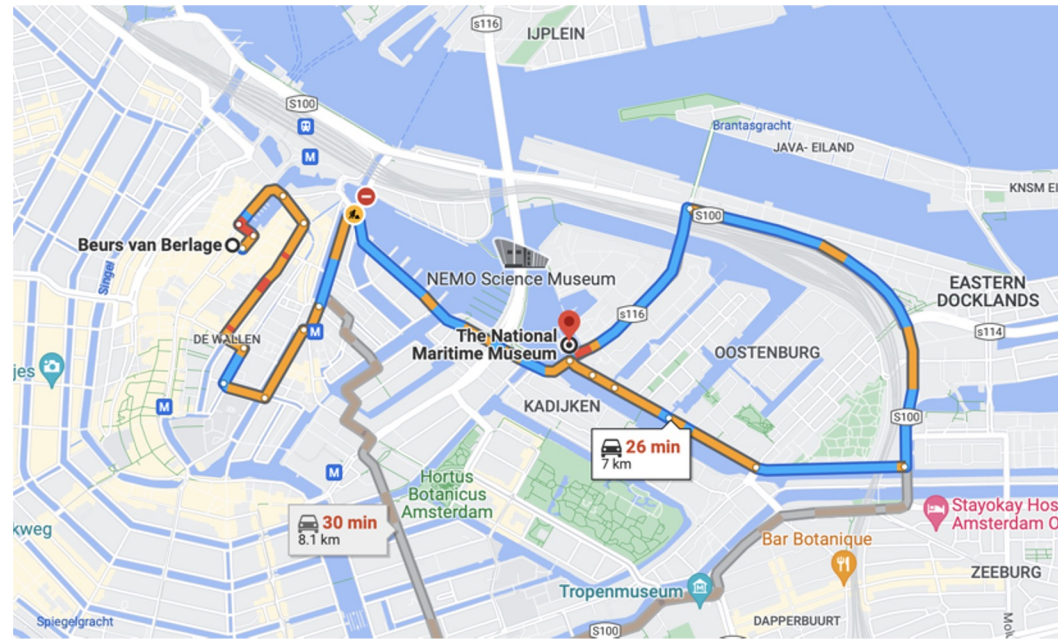 s116
IJPLEIN
S100
M
Brantasgracht
JAVA- EILAND
KNSM EI
S100
Beurs van Berlage
Singel
NEMO Science Museum
EASTERN
DOCKLANDS
s116
s114
The National
Maritime Museum
DE WALLEN
M
OOSTENBURG
jes
M
KADIJKEN
S100
26 min
7 km
M
Hortus
Botanicus
Amsterdam
30 min
8.1 km
kweg
Stayokay Hos
Amsterdam O
Bar Botanique
ZEEBURG
Tropenmuseum
Spiegelgracht
S100
DAPPERBUURT
Mol